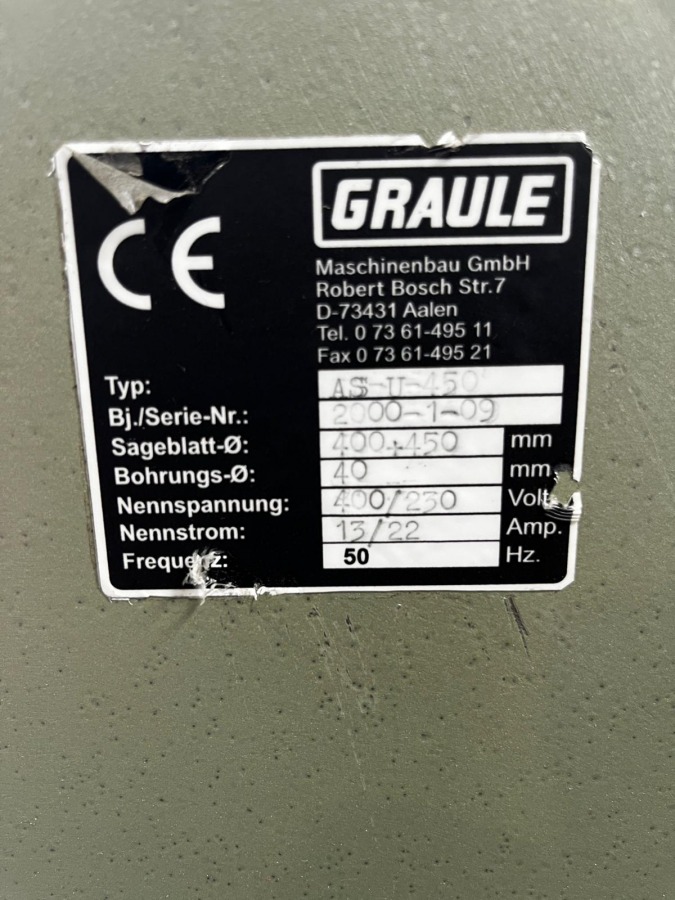 CE
GRAULE
Maschinenbau GmbH
Robert Bosch Str.7
D-73431 Aalen
Tel. 0 73 61-495 11
Fax 0 73 61-495 21
Typ: AS-U-450
Bj./Serie-Nr.: 2000-1-09
Sägeblatt-Ø: 400+450 mm
Bohrungs-Ø: 40 mm
Nennspannung: 400/230 Volt
Nennstrom: 13/22 Amp.
Frequenz: 50 Hz.